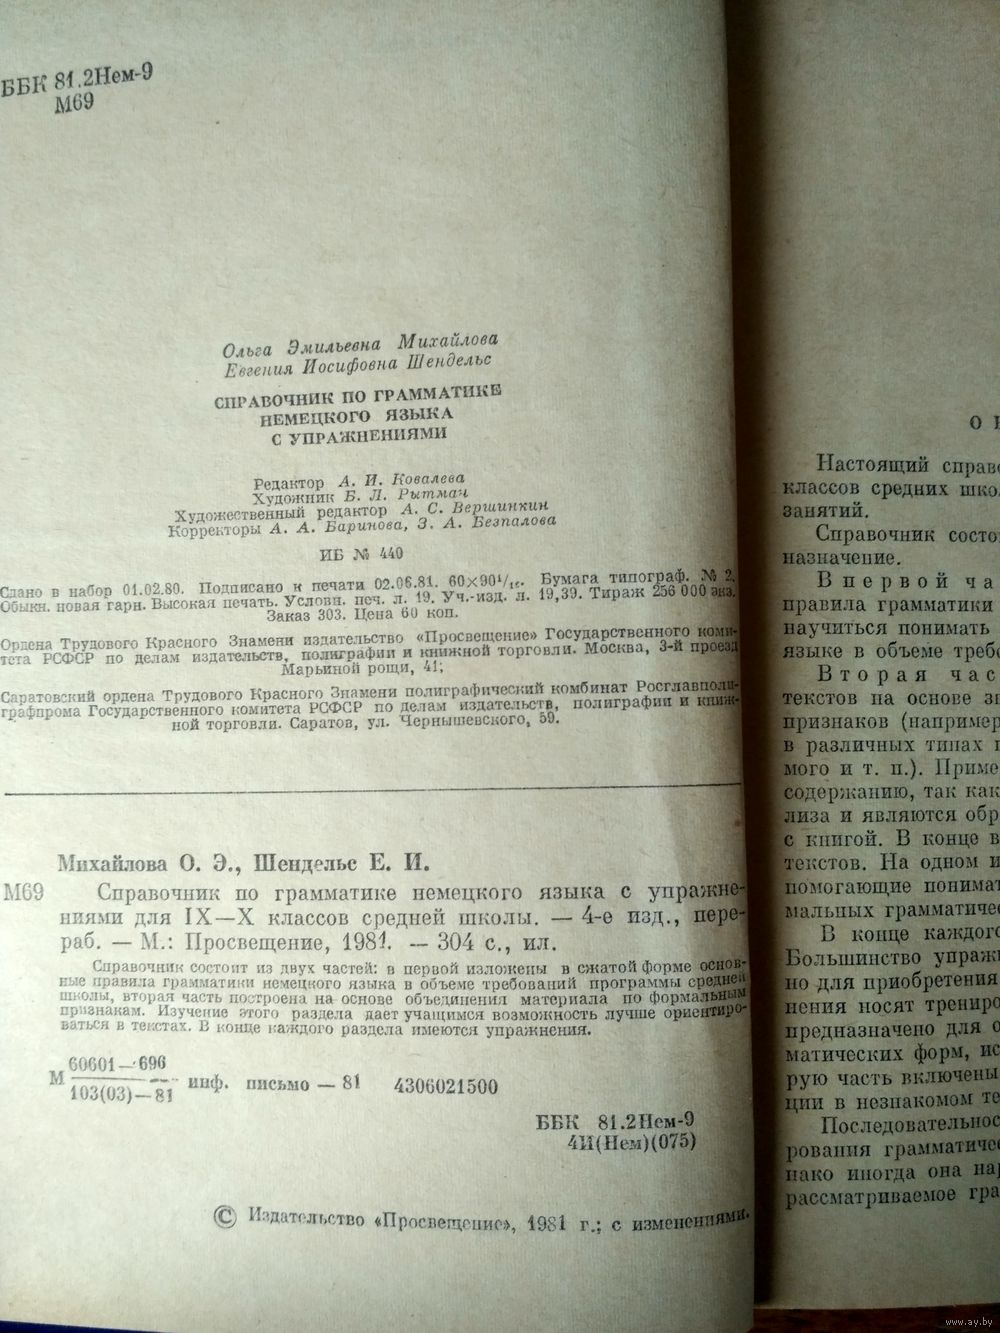 ББК 81.2Нем-9
М69
Ольга Эмильевна Михайлова
Евгения Иосифовна Шендельс
СПРАВОЧНИК ПО ГРАММАТИКЕ
НЕМЕЦКОГО ЯЗЫКА
С УПРАЖНЕНИЯМИ
Редактор А. И. Ковалева
Художник Б. Л. Рытман
Художественный редактор А. С. Вершинкин
Корректоры А. А. Баринова, З. А. Безпалова
ИБ № 440
Сдано в набор 01.02.80. Подписано к печати 02.06.81. 60×90¹/₁₆. Бумага типограф. № 2.
Обыкн. новая гарн. Высокая печать. Условн. печ. л. 19. Уч.-изд. л. 19,39. Тираж 256 000 экз.
Заказ 303. Цена 60 коп.
Ордена Трудового Красного Знамени издательство «Просвещение» Государственного коми-
тета РСФСР по делам издательств, полиграфии и книжной торговли. Москва, 3-й проезд
Марьиной рощи, 41;
Саратовский ордена Трудового Красного Знамени полиграфический комбинат Росглавполи-
графпрома Государственного комитета РСФСР по делам издательств, полиграфии и книж-
ной торговли. Саратов, ул. Чернышевского, 59.
Михайлова О. Э., Шендельс Е. И.
М69 Справочник по грамматике немецкого языка с упражне-
ниями для IX—X классов средней школы. — 4-е изд., пере-
раб. — М.: Просвещение, 1981. — 304 с., ил.
Справочник состоит из двух частей: в первой изложены в сжатой форме основ-
ные правила грамматики немецкого языка в объеме требований программы средней
школы, вторая часть построена на основе объединения материала по формальным
признакам. Изучение этого раздела дает учащимся возможность лучше ориентиро-
ваться в текстах. В конце каждого раздела имеются упражнения.
60601—696
М инф. письмо — 81 4306021500
103(03)—81
ББК 81.2Нем-9
4И(Нем)(075)
© Издательство «Просвещение», 1981 г.; с изменениями.
О
Настоящий справо
классов средних шко
занятий.
Справочник состо
назначение.
В первой ча
правила грамматики
научиться понимать
языке в объеме требо
Вторая час
текстов на основе
признаков (например
в различных типах
мого и т. п.). Приме
содержанию, так как
лиза и являются обр
с книгой. В конце в
текстов. На одном и
помогающие понимат
мальных грамматиче
В конце каждого
Большинство упраж
но для приобретения
нения носят трениро
предназначено для о
матических форм, ис
рую часть включены
ции в незнакомом те
Последовательнос
рования грамматичес
нако иногда она нар
рассматриваемое гра
www.ay.by